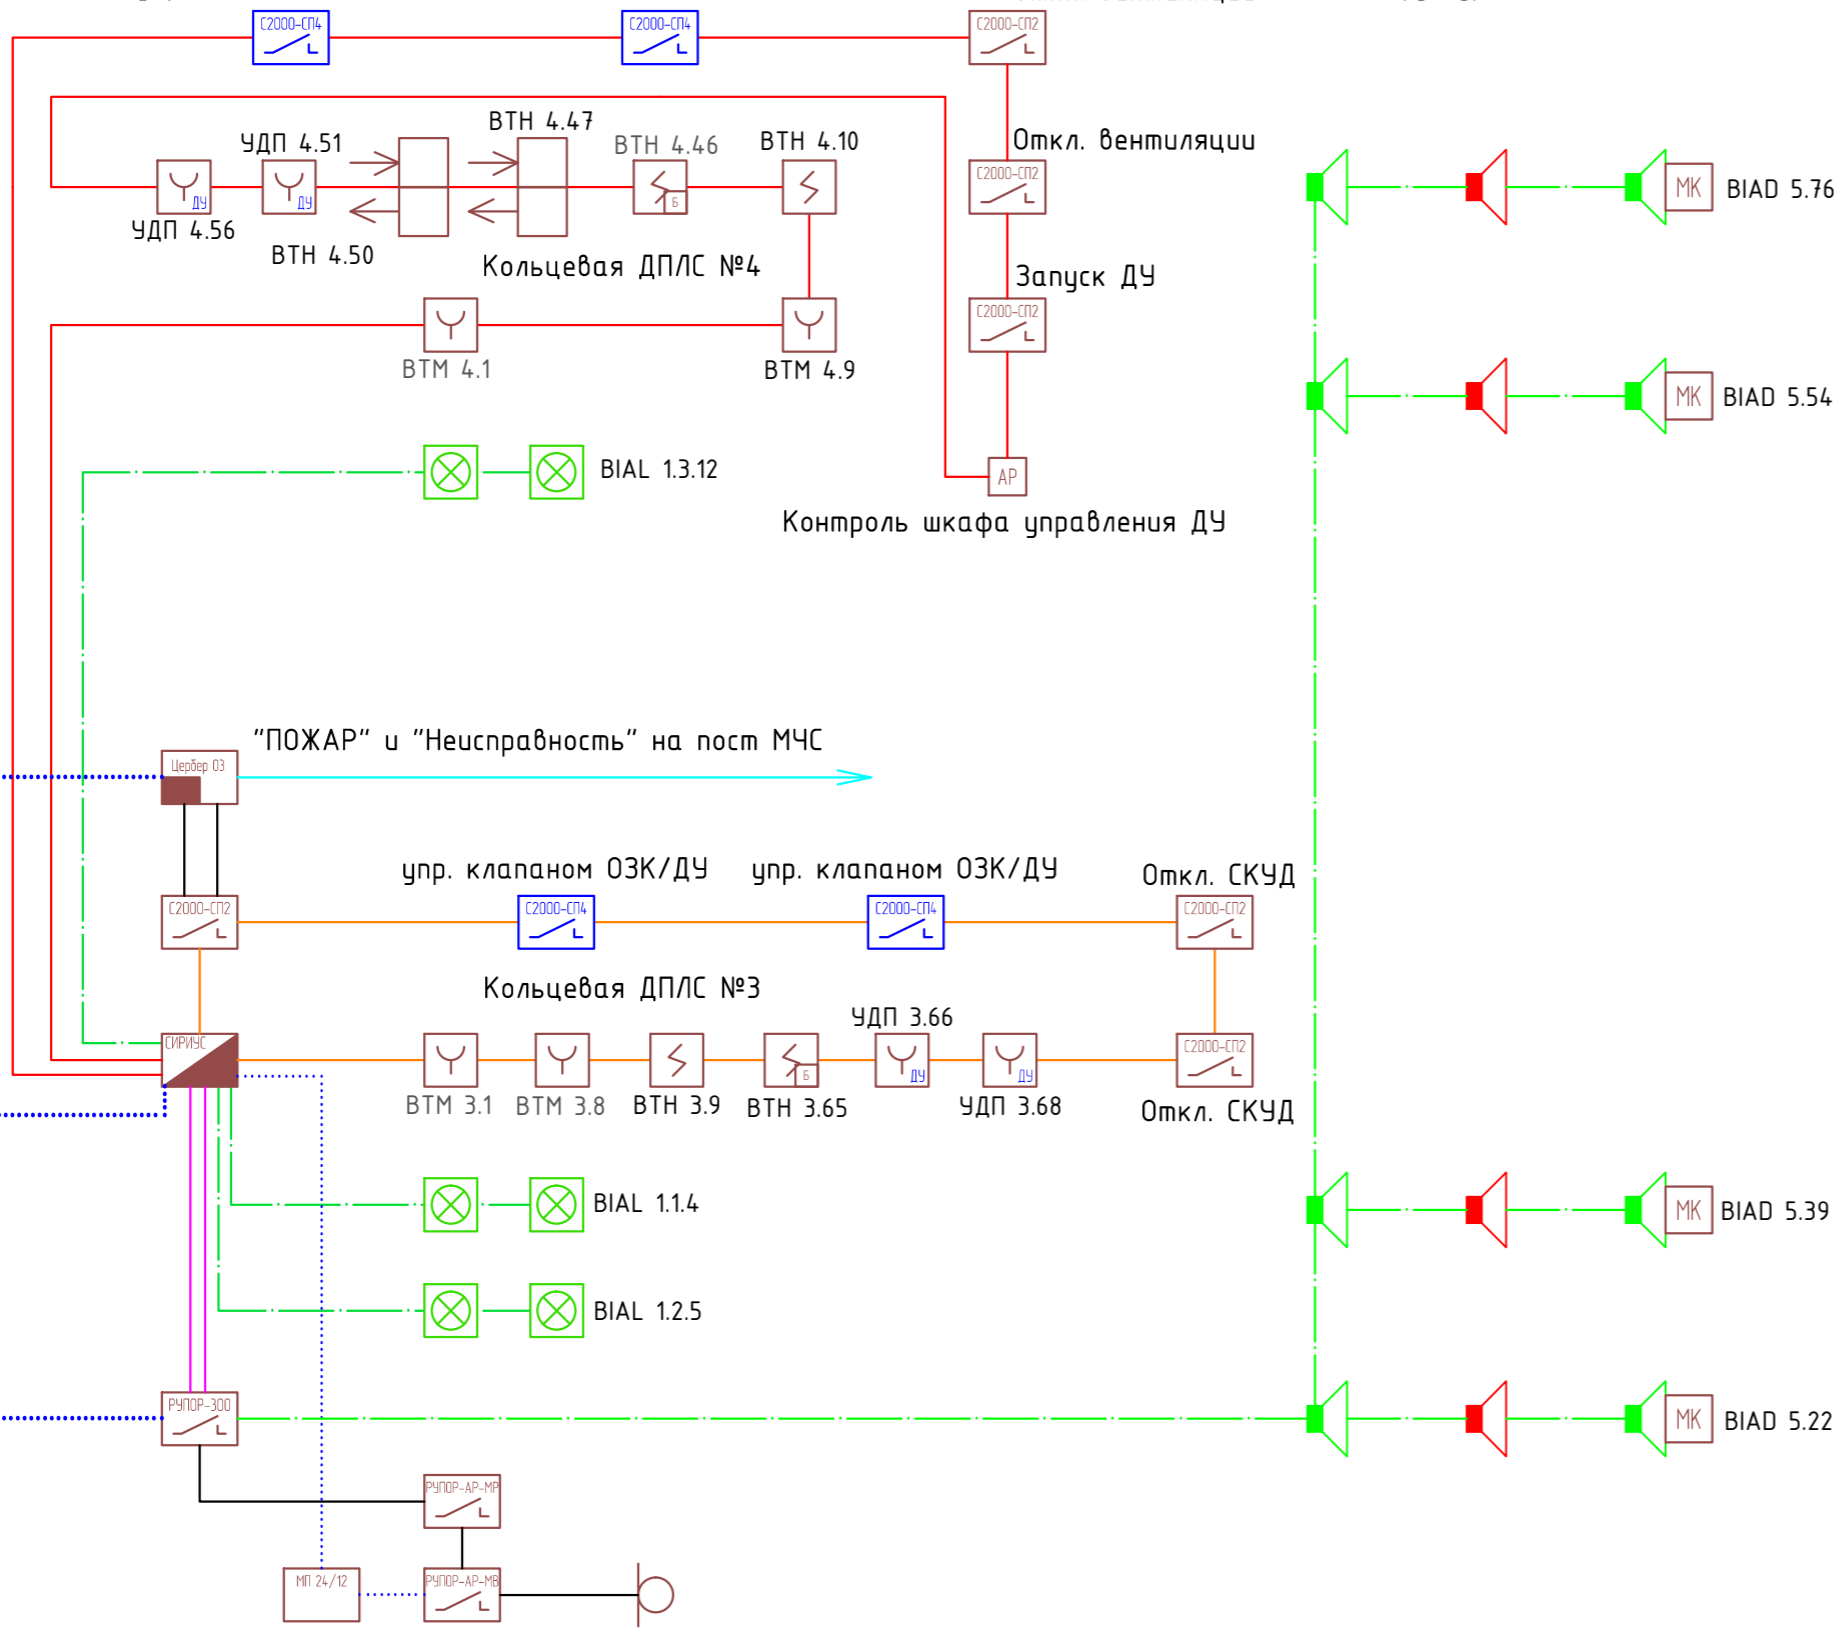 С2000-СП4
С2000-СП4
С2000-СП2
УДП 4.51
ВТН 4.47
ВТН 4.46
ВТН 4.10
Откл. вентиляции
С2000-СП2
ДУ
ДУ
Б
МК
BIAD 5.76
УДП 4.56
ВТН 4.50
Кольцевая ДПЛС №4
Запуск ДУ
С2000-СП2
ВТМ 4.1
ВТМ 4.9
МК
BIAD 5.54
BIAL 1.3.12
АР
Контроль шкафа управления ДУ
"ПОЖАР" и "Неисправность" на пост МЧС
Цербер 03
упр. клапаном ОЗК/ДУ
упр. клапаном ОЗК/ДУ
Откл. СКУД
С2000-СП2
С2000-СП4
С2000-СП4
С2000-СП2
Кольцевая ДПЛС №3
УДП 3.66
СИРИУС
С2000-СП2
Б
ДУ
ДУ
ВТМ 3.1
ВТМ 3.8
ВТН 3.9
ВТН 3.65
УДП 3.68
Откл. СКУД
BIAL 1.1.4
МК
BIAD 5.39
BIAL 1.2.5
РУПОР-300
МК
BIAD 5.22
РУПОР-АР-МР
МП 24/12
РУПОР-АР-МВ